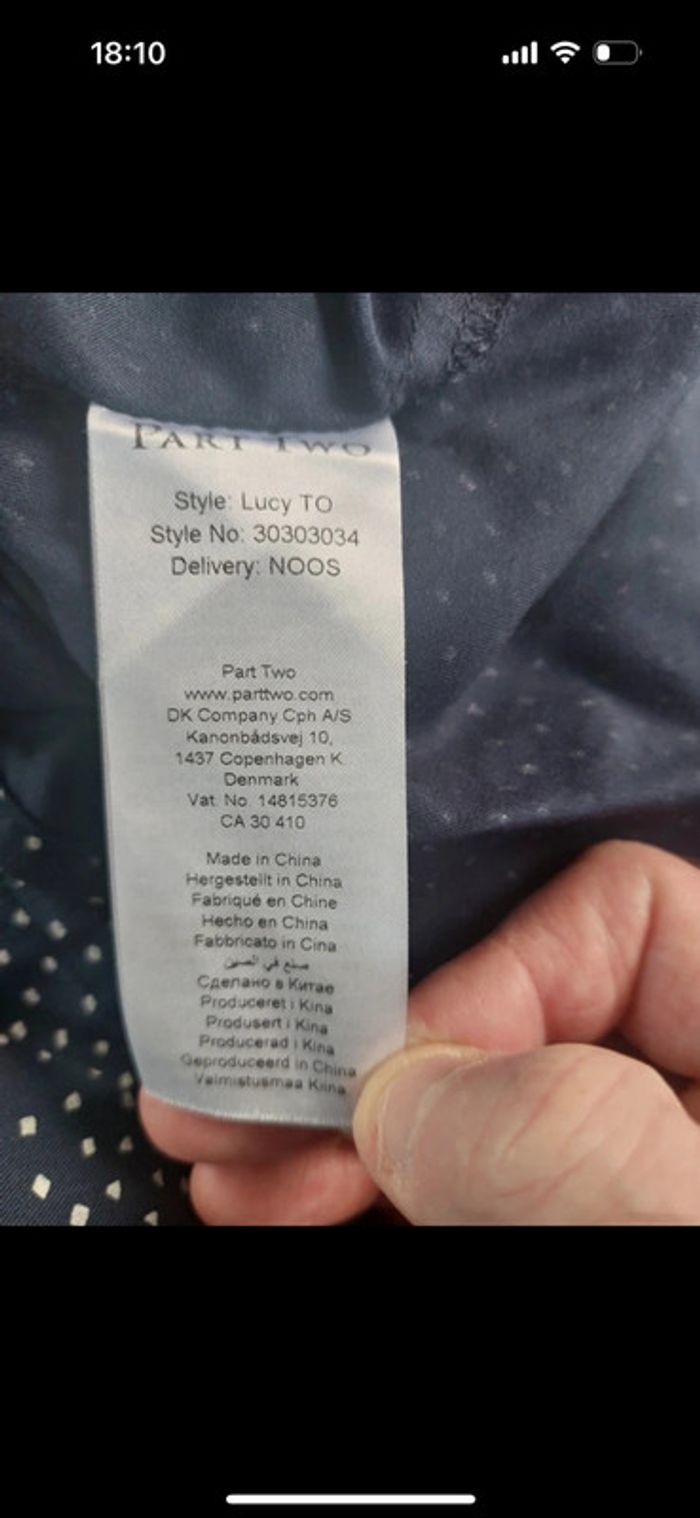 18:10
PART TWO
Style: Lucy TO
Style No: 30303034
Delivery: NOOS
Part Two
www.parttwo.com
DK Company Cph A/S
Kanonbådsvej 10,
1437 Copenhagen K.
Denmark
Vat. No. 14815376
CA 30 410
Made in China
Hergestellt in China
Fabriqué en Chine
Hecho en China
Fabbricato in Cina
صنع في الصين
Сделано в Китае
Produceret i Kina
Produsert i Kina
Producerad i Kina
Geproduceerd in China
Valmistusmaa Kiina